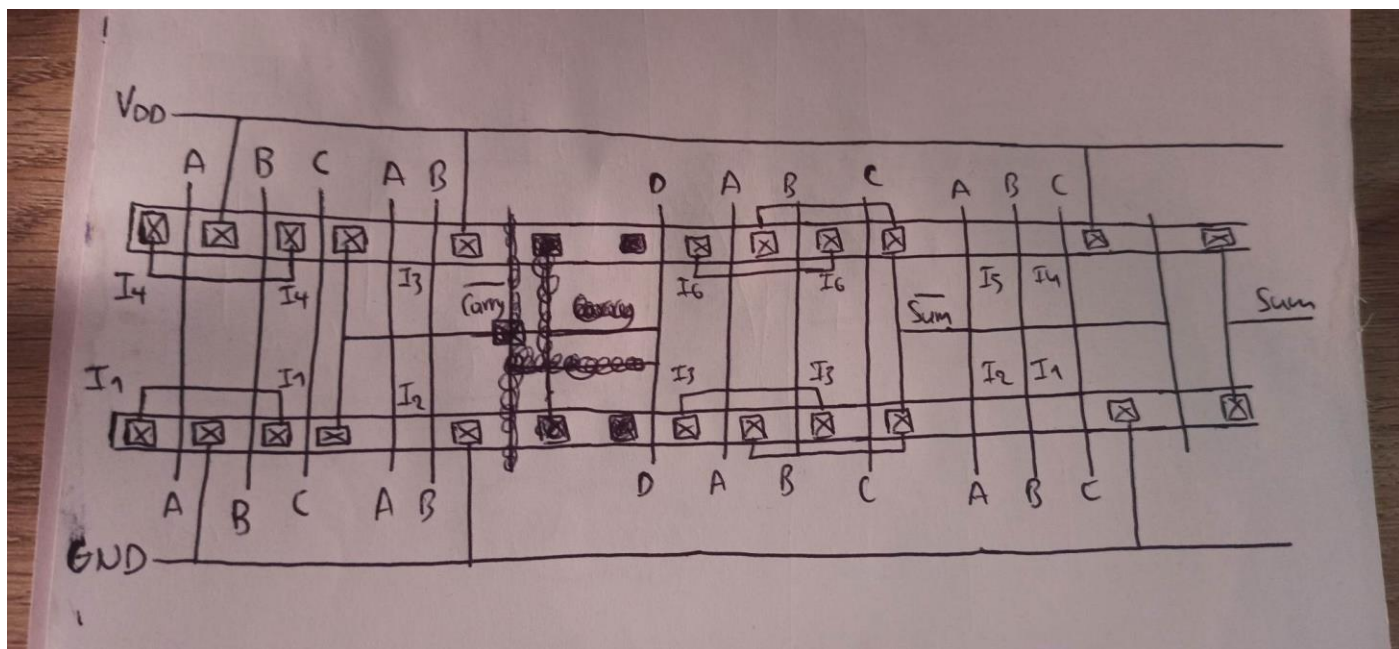 VDD
A B C A B D A B C A B C
I4 I4 I3 Carry I6 I6 Sum I5 I4 Sum
I1 I1 I2 I3 I3 I2 I1
A B C A B D A B C A B C
GND